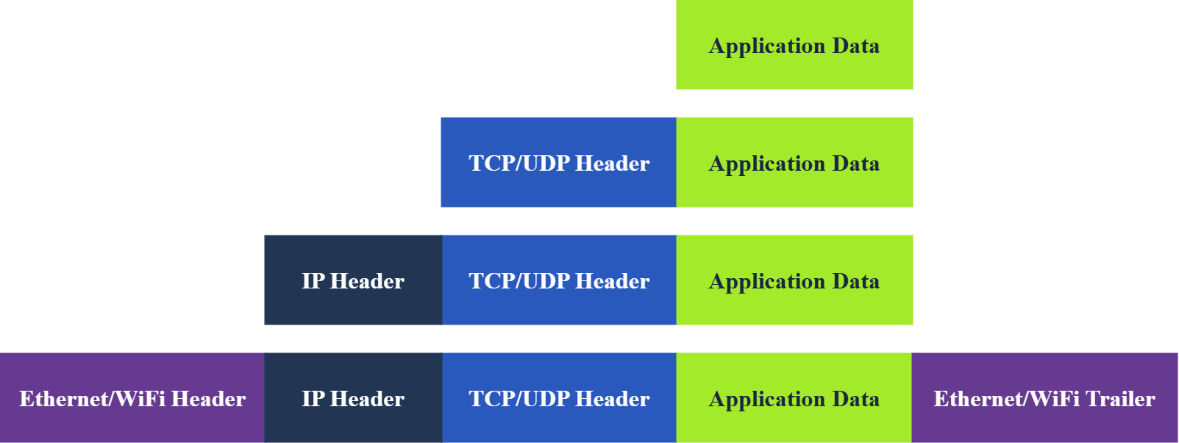 Application Data
TCP/UDP Header Application Data
IP Header TCP/UDP Header Application Data
Ethernet/WiFi Header IP Header TCP/UDP Header Application Data Ethernet/WiFi Trailer